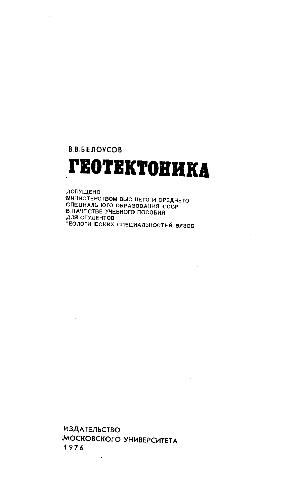 В.В.БЕЛОУСОВ
ГЕОТЕКТОНИКА
ДОПУЩЕНО
МИНИСТЕРСТВОМ ВЫСШЕГО И СРЕДНЕГО
СПЕЦИАЛЬНОГО ОБРАЗОВАНИЯ СССР
В КАЧЕСТВЕ УЧЕБНОГО ПОСОБИЯ
ДЛЯ СТУДЕНТОВ
ГЕОЛОГИЧЕСКИХ СПЕЦИАЛЬНОСТЕЙ ВУЗОВ
ИЗДАТЕЛЬСТВО
МОСКОВСКОГО УНИВЕРСИТЕТА
1976